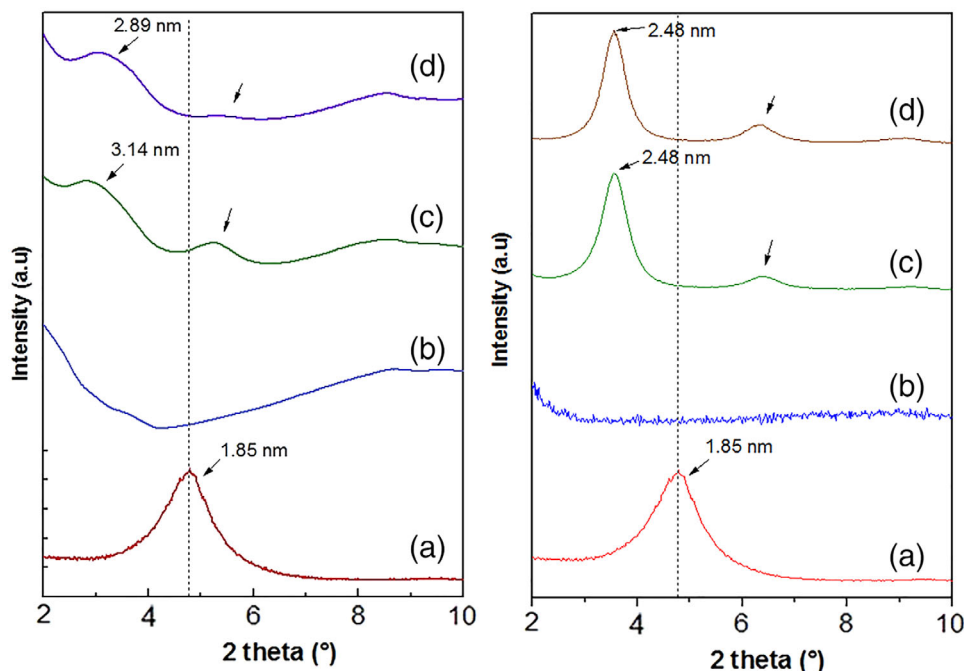 2.89 nm
(d)
3.14 nm
(c)
(b)
1.85 nm
(a)
Intensity (a.u)
2 4 6 8 10
2 theta (°)
2.48 nm
(d)
2.48 nm
(c)
(b)
1.85 nm
(a)
Intensity (a.u)
2 4 6 8 10
2 theta (°)